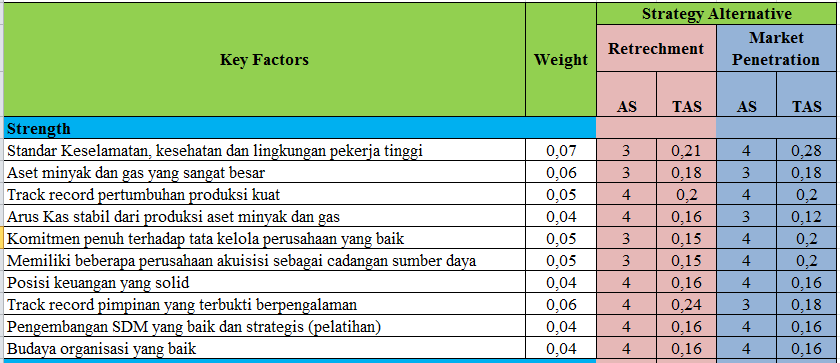 Key Factors Weight Strategy Alternative
Retrechment Market Penetration
AS TAS AS TAS
Strength
Standar Keselamatan, kesehatan dan lingkungan pekerja tinggi 0,07 3 0,21 4 0,28
Aset minyak dan gas yang sangat besar 0,06 3 0,18 3 0,18
Track record pertumbuhan produksi kuat 0,05 4 0,2 4 0,2
Arus Kas stabil dari produksi aset minyak dan gas 0,04 4 0,16 3 0,12
Komitmen penuh terhadap tata kelola perusahaan yang baik 0,05 3 0,15 4 0,2
Memiliki beberapa perusahaan akuisisi sebagai cadangan sumber daya 0,05 3 0,15 4 0,2
Posisi keuangan yang solid 0,04 4 0,16 4 0,16
Track record pimpinan yang terbukti berpengalaman 0,06 4 0,24 3 0,18
Pengembangan SDM yang baik dan strategis (pelatihan) 0,04 4 0,16 4 0,16
Budaya organisasi yang baik 0,04 4 0,16 4 0,16